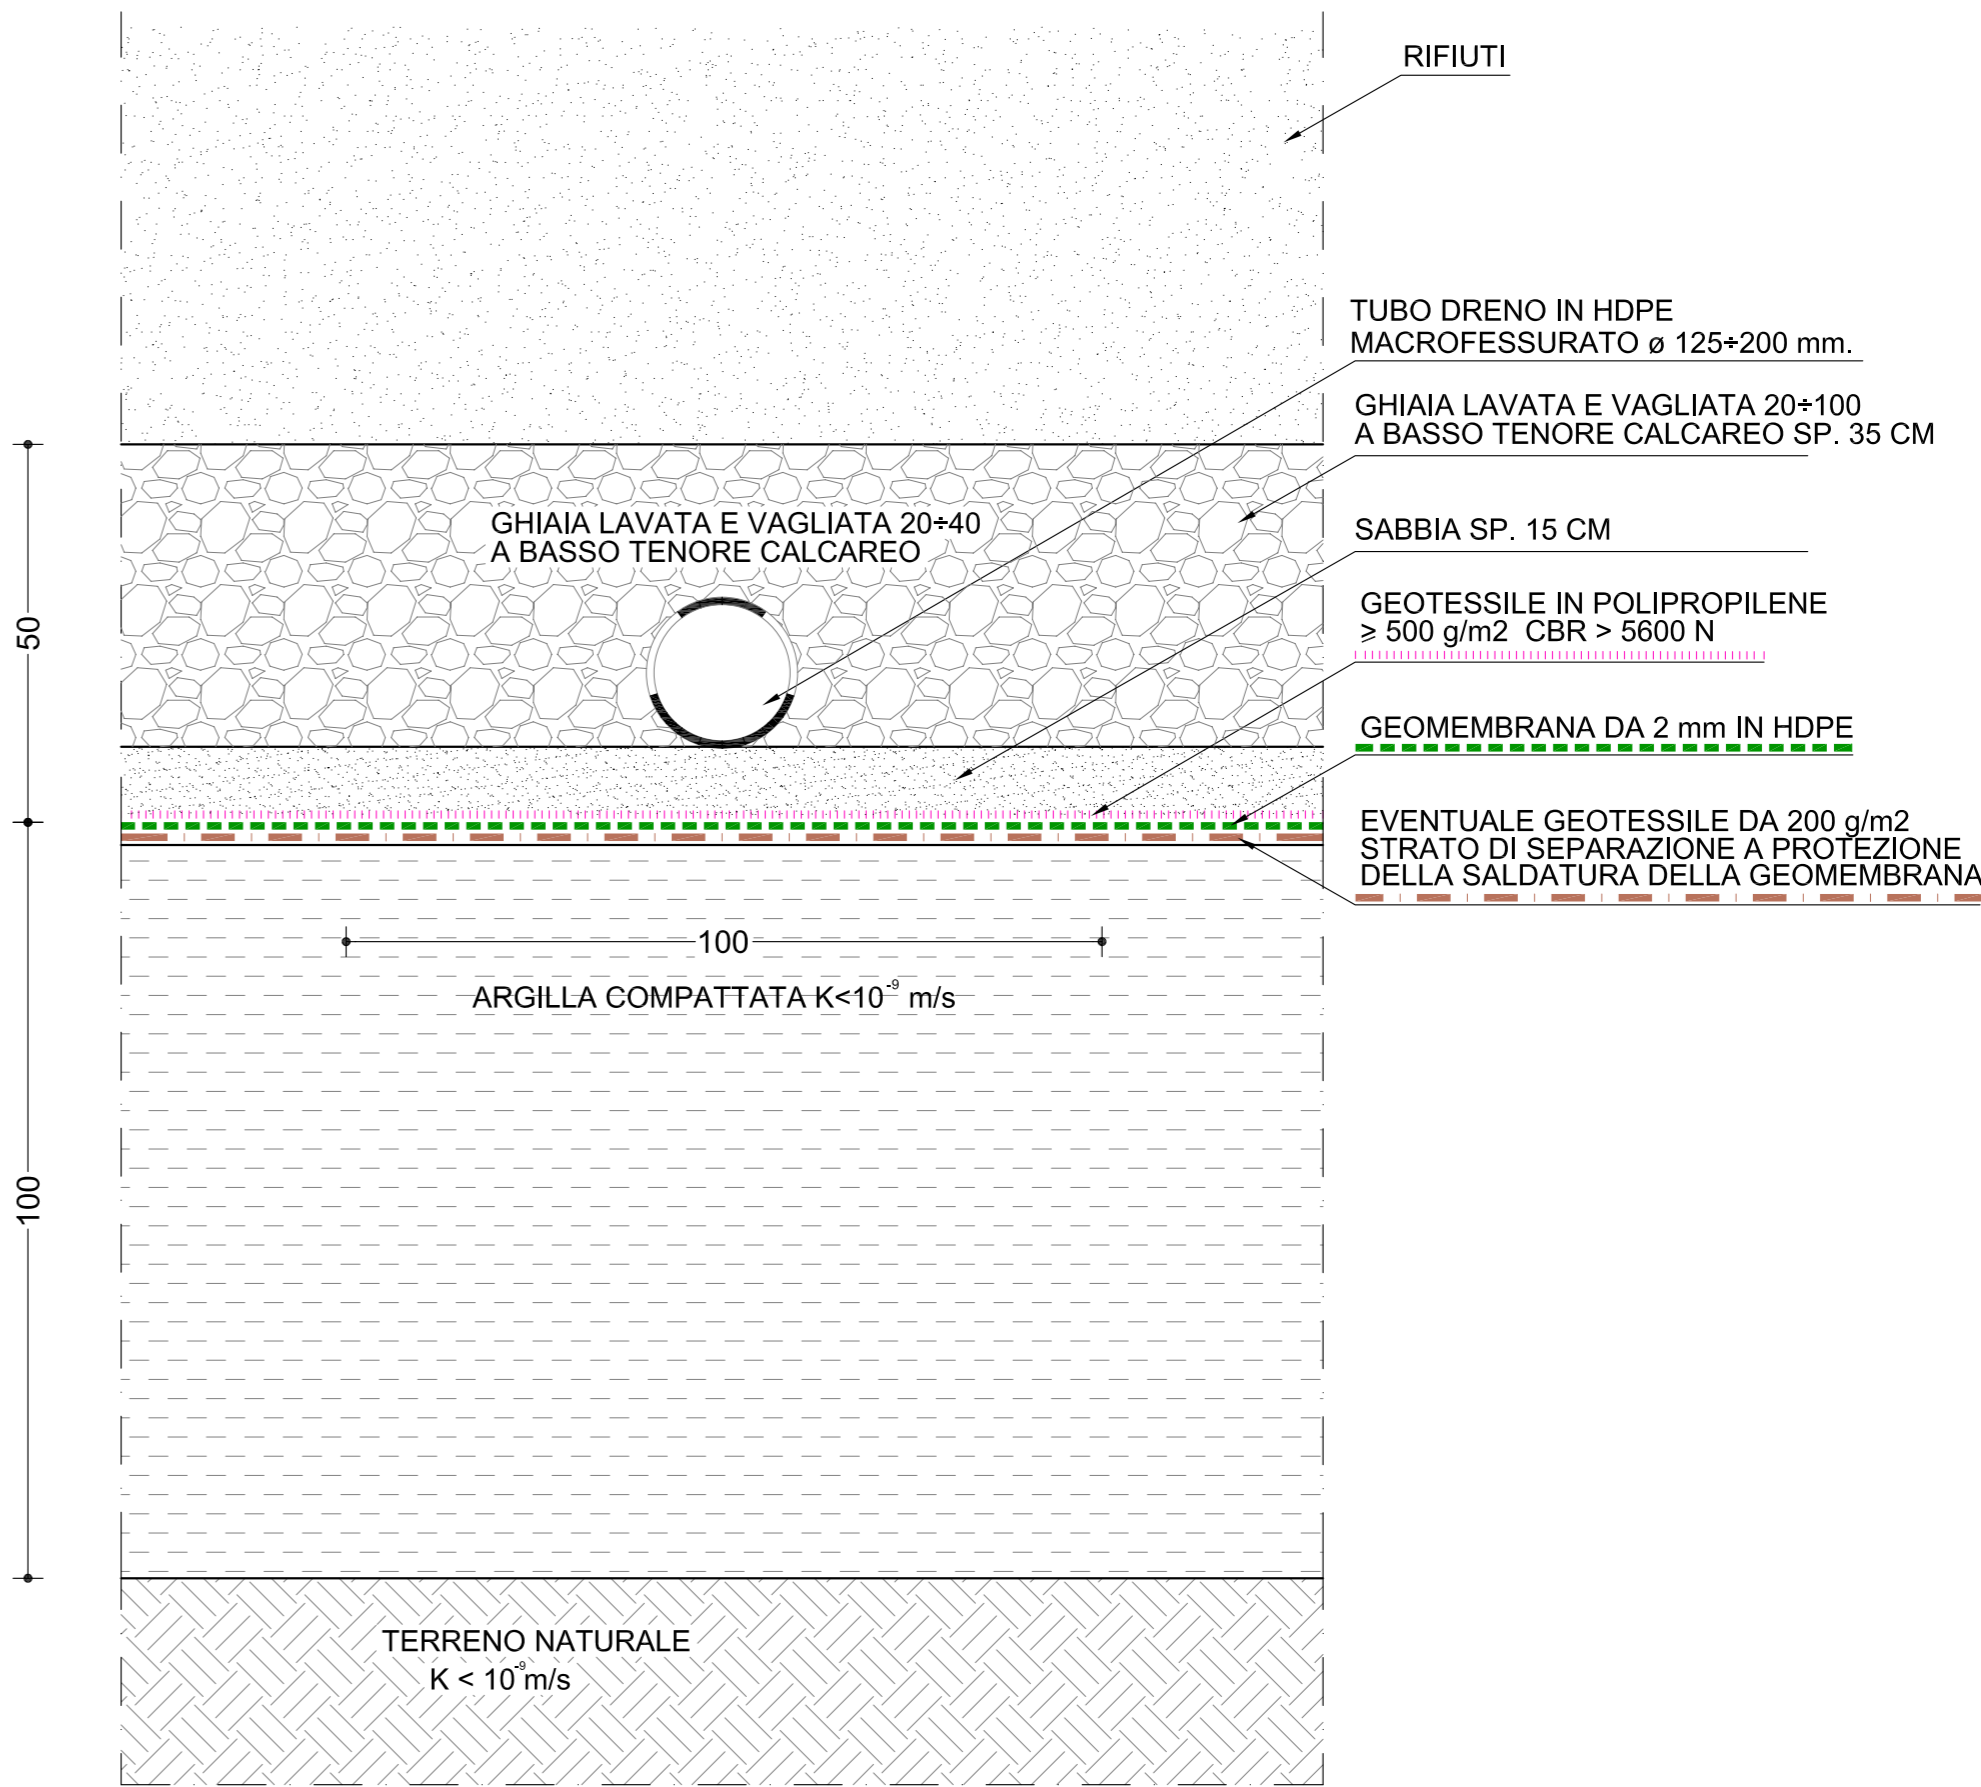 RIFIUTI
TUBO DRENO IN HDPE
MACROFESSURATO ø 125÷200 mm.
GHIAIA LAVATA E VAGLIATA 20÷100
A BASSO TENORE CALCAREO SP. 35 CM
GHIAIA LAVATA E VAGLIATA 20÷40
A BASSO TENORE CALCAREO
SABBIA SP. 15 CM
GEOTESSILE IN POLIPROPILENE
≥ 500 g/m2 CBR > 5600 N
50
GEOMEMBRANA DA 2 mm IN HDPE
EVENTUALE GEOTESSILE DA 200 g/m2
STRATO DI SEPARAZIONE A PROTEZIONE
DELLA SALDATURA DELLA GEOMEMBRANA
100
ARGILLA COMPATTATA K<10⁻⁹ m/s
100
TERRENO NATURALE
K < 10⁻⁹m/s